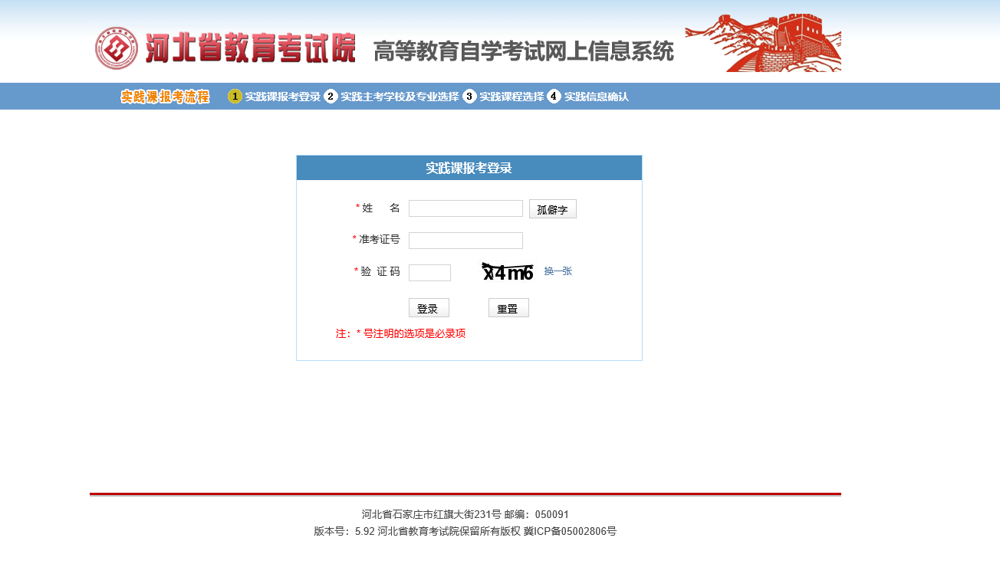 河北省教育考试院 高等教育自学考试网上信息系统
实践课报考流程 1 实践课报考登录 2 实践主考学校及专业选择 3 实践课程选择 4 实践信息确认
实践课报考登录
* 姓 名 孤僻字
* 准考证号
* 验 证 码 x4m6 换一张
登录 重置
注：* 号注明的选项是必录项
河北省石家庄市红旗大街231号 邮编：050091
版本号：5.92 河北省教育考试院保留所有版权 冀ICP备05002806号